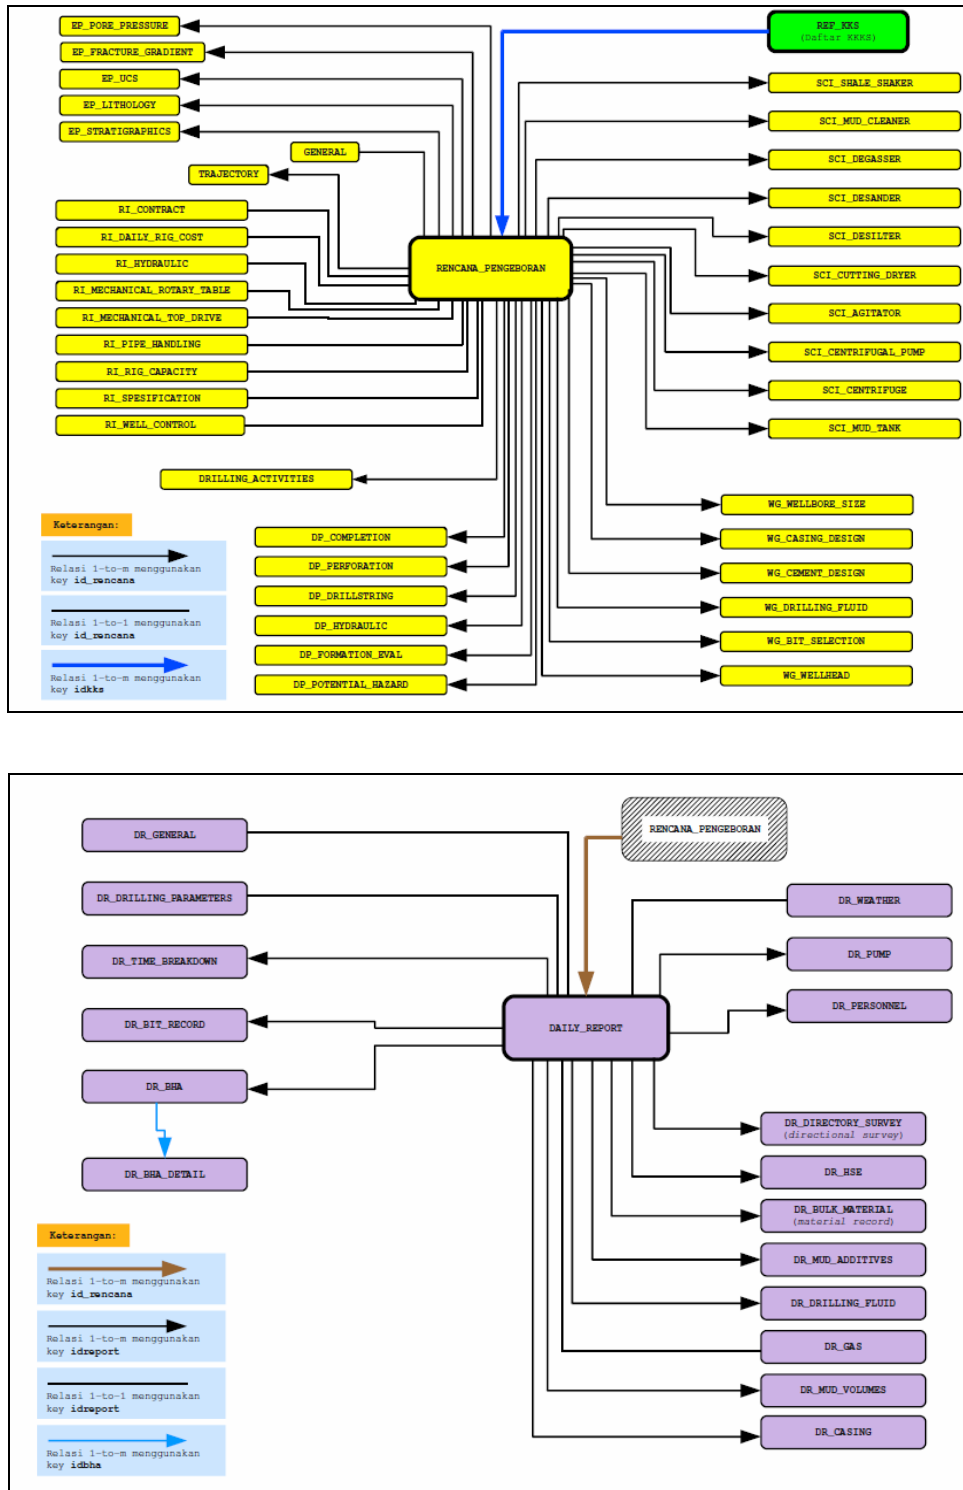 EP_PORE_PRESSURE
EP_FRACTURE_GRADIENT
EP_UCS
EP_LITHOLOGY
EP_STRATIGRAPHICS
GENERAL
TRAJECTORY
RI_CONTRACT
RI_DAILY_RIG_COST
RI_HYDRAULIC
RI_MECHANICAL_ROTARY_TABLE
RI_MECHANICAL_TOP_DRIVE
RI_PIPE_HANDLING
RI_RIG_CAPACITY
RI_SPESIFICATION
RI_WELL_CONTROL
DRILLING_ACTIVITIES
RENCANA_PENGEBORAN
REF_KKS
(Daftar KKKS)
SCI_SHALE_SHAKER
SCI_MUD_CLEANER
SCI_DEGASSER
SCI_DESANDER
SCI_DESILTER
SCI_CUTTING_DRYER
SCI_AGITATOR
SCI_CENTRIFUGAL_PUMP
SCI_CENTRIFUGE
SCI_MUD_TANK
DP_COMPLETION
DP_PERFORATION
DP_DRILLSTRING
DP_HYDRAULIC
DP_FORMATION_EVAL
DP_POTENTIAL_HAZARD
WG_WELLBORE_SIZE
WG_CASING_DESIGN
WG_CEMENT_DESIGN
WG_DRILLING_FLUID
WG_BIT_SELECTION
WG_WELLHEAD
Keterangan:
Relasi 1-to-m menggunakan
key id_rencana
Relasi 1-to-1 menggunakan
key id_rencana
Relasi 1-to-m menggunakan
key idkks
DR_GENERAL
DR_DRILLING_PARAMETERS
DR_TIME_BREAKDOWN
DR_BIT_RECORD
DR_BHA
DR_BHA_DETAIL
RENCANA_PENGEBORAN
DAILY_REPORT
DR_WEATHER
DR_PUMP
DR_PERSONNEL
DR_DIRECTORY_SURVEY
(directional survey)
DR_HSE
DR_BULK_MATERIAL
(material record)
DR_MUD_ADDITIVES
DR_DRILLING_FLUID
DR_GAS
DR_MUD_VOLUMES
DR_CASING
Keterangan:
Relasi 1-to-m menggunakan
key id_rencana
Relasi 1-to-m menggunakan
key idreport
Relasi 1-to-1 menggunakan
key idreport
Relasi 1-to-m menggunakan
key idbha